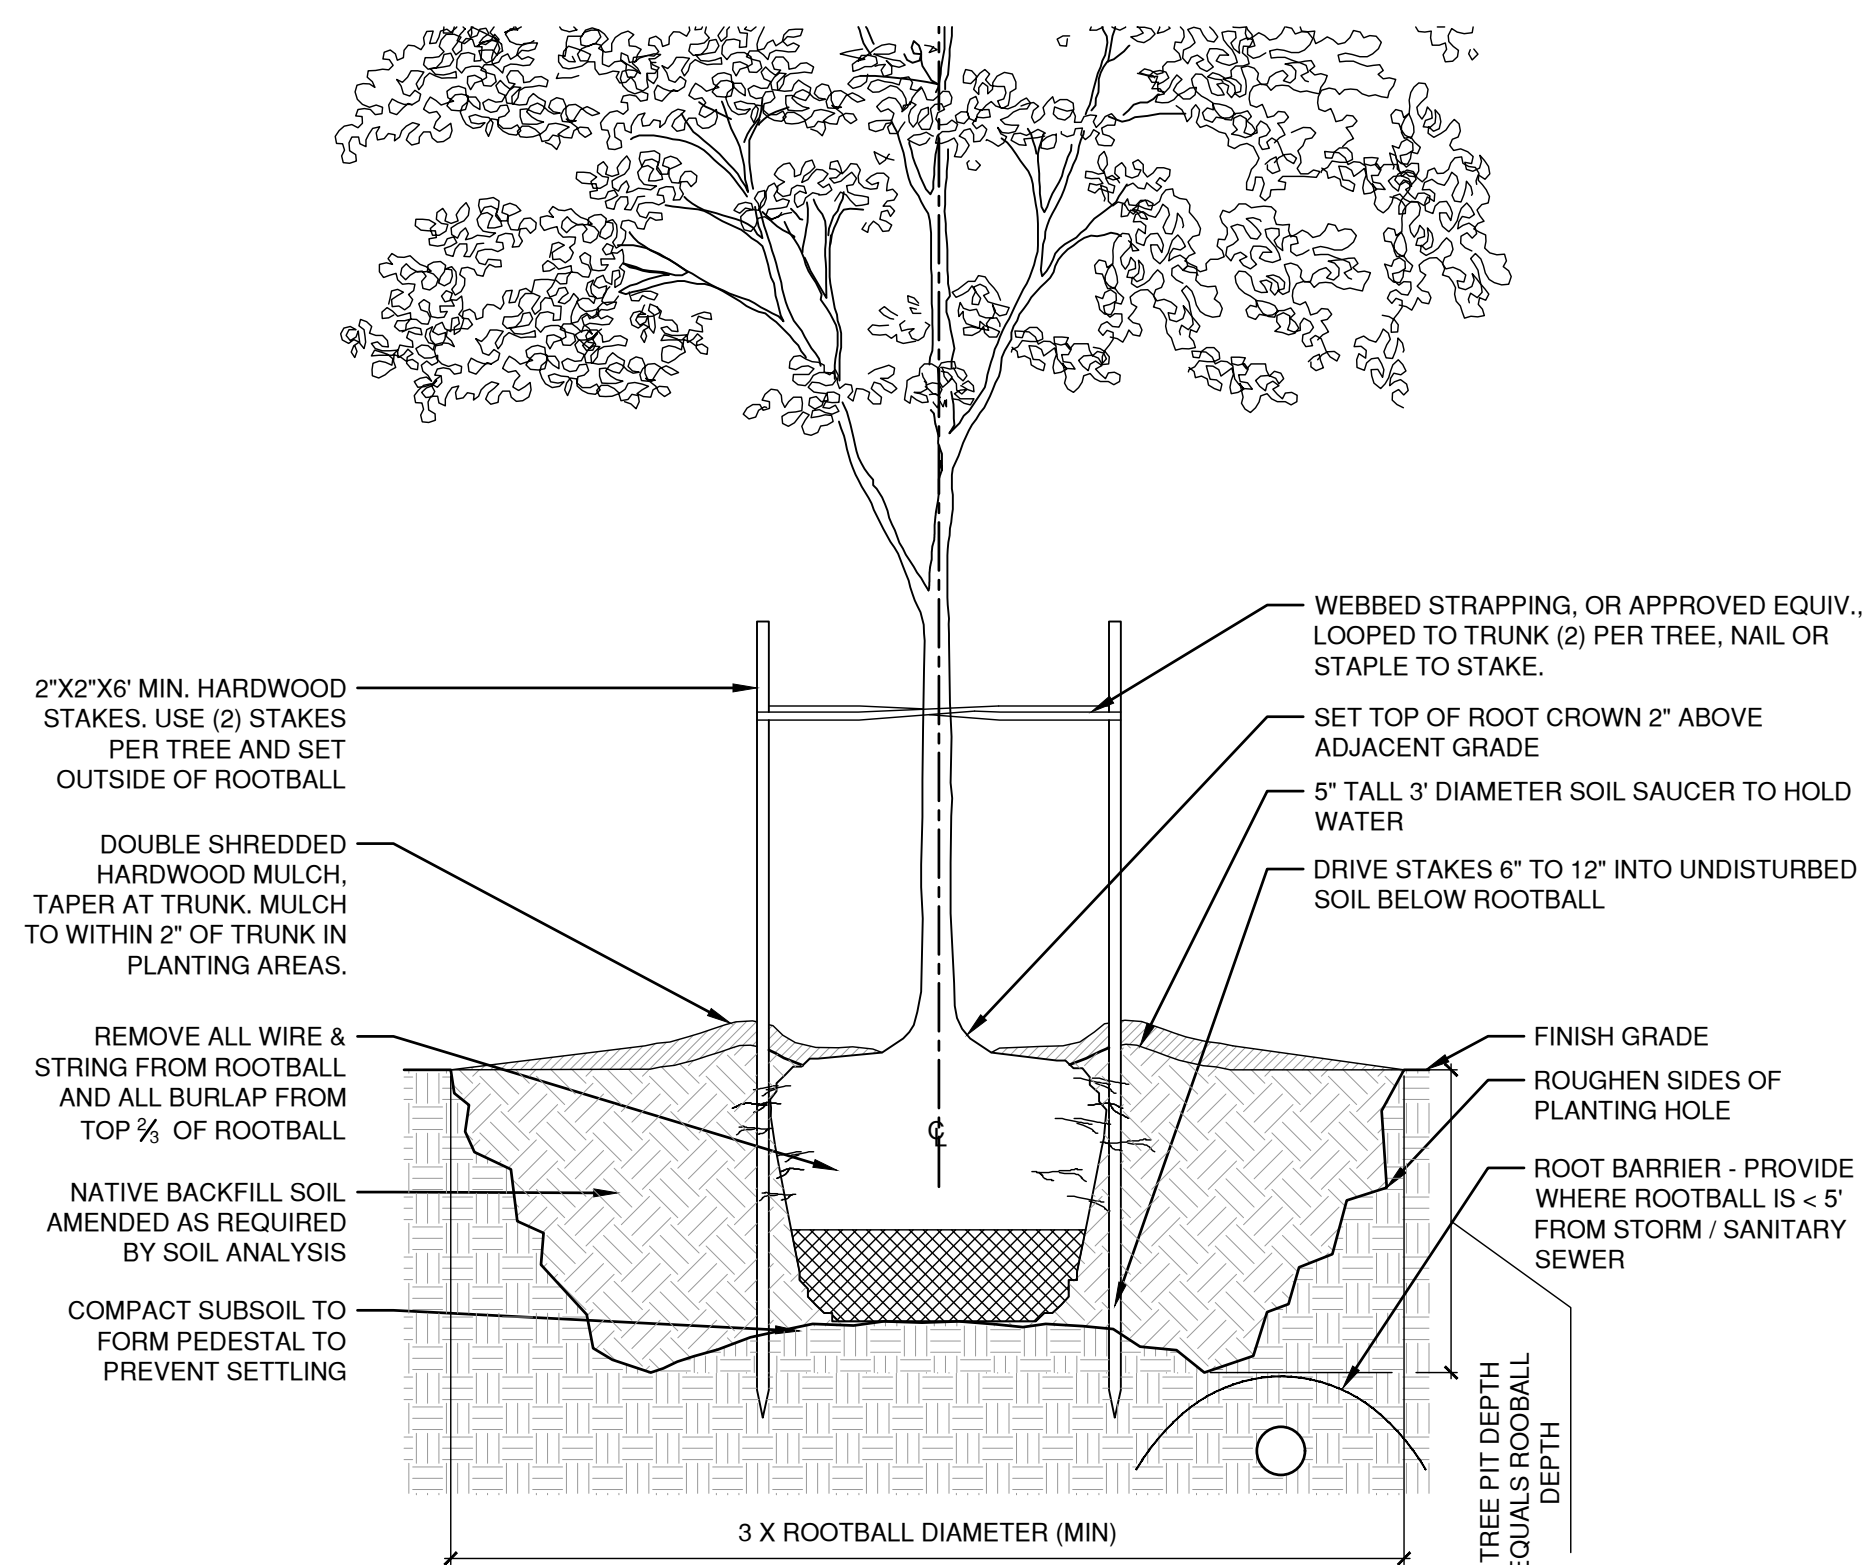 WEBBED STRAPPING, OR APPROVED EQUIV.,
LOOPED TO TRUNK (2) PER TREE, NAIL OR
STAPLE TO STAKE.
2"X2"X6' MIN. HARDWOOD
STAKES. USE (2) STAKES
PER TREE AND SET
OUTSIDE OF ROOTBALL
SET TOP OF ROOT CROWN 2" ABOVE
ADJACENT GRADE
5" TALL 3' DIAMETER SOIL SAUCER TO HOLD
WATER
DOUBLE SHREDDED
HARDWOOD MULCH,
TAPER AT TRUNK. MULCH
TO WITHIN 2" OF TRUNK IN
PLANTING AREAS.
DRIVE STAKES 6" TO 12" INTO UNDISTURBED
SOIL BELOW ROOTBALL
REMOVE ALL WIRE &
STRING FROM ROOTBALL
AND ALL BURLAP FROM
TOP ⅔ OF ROOTBALL
FINISH GRADE
ROUGHEN SIDES OF
PLANTING HOLE
℄
ROOT BARRIER - PROVIDE
WHERE ROOTBALL IS < 5'
FROM STORM / SANITARY
SEWER
NATIVE BACKFILL SOIL
AMENDED AS REQUIRED
BY SOIL ANALYSIS
COMPACT SUBSOIL TO
FORM PEDESTAL TO
PREVENT SETTLING
TREE PIT DEPTH
EQUALS ROOBALL
DEPTH
3 X ROOTBALL DIAMETER (MIN)